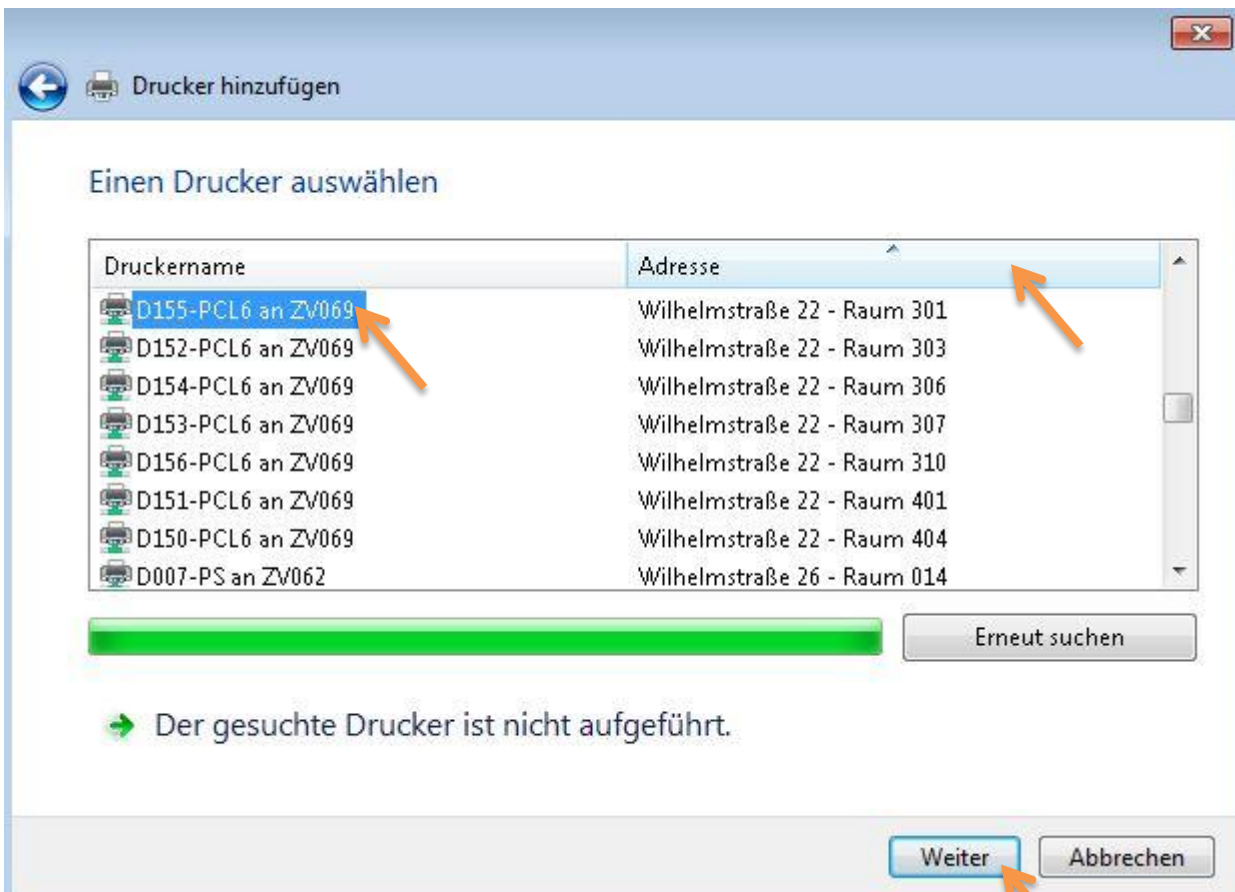 Drucker hinzufügen
Einen Drucker auswählen
Druckername Adresse
D155-PCL6 an ZV069 Wilhelmstraße 22 - Raum 301
D152-PCL6 an ZV069 Wilhelmstraße 22 - Raum 303
D154-PCL6 an ZV069 Wilhelmstraße 22 - Raum 306
D153-PCL6 an ZV069 Wilhelmstraße 22 - Raum 307
D156-PCL6 an ZV069 Wilhelmstraße 22 - Raum 310
D151-PCL6 an ZV069 Wilhelmstraße 22 - Raum 401
D150-PCL6 an ZV069 Wilhelmstraße 22 - Raum 404
D007-PS an ZV062 Wilhelmstraße 26 - Raum 014
Erneut suchen
Der gesuchte Drucker ist nicht aufgeführt.
Weiter Abbrechen